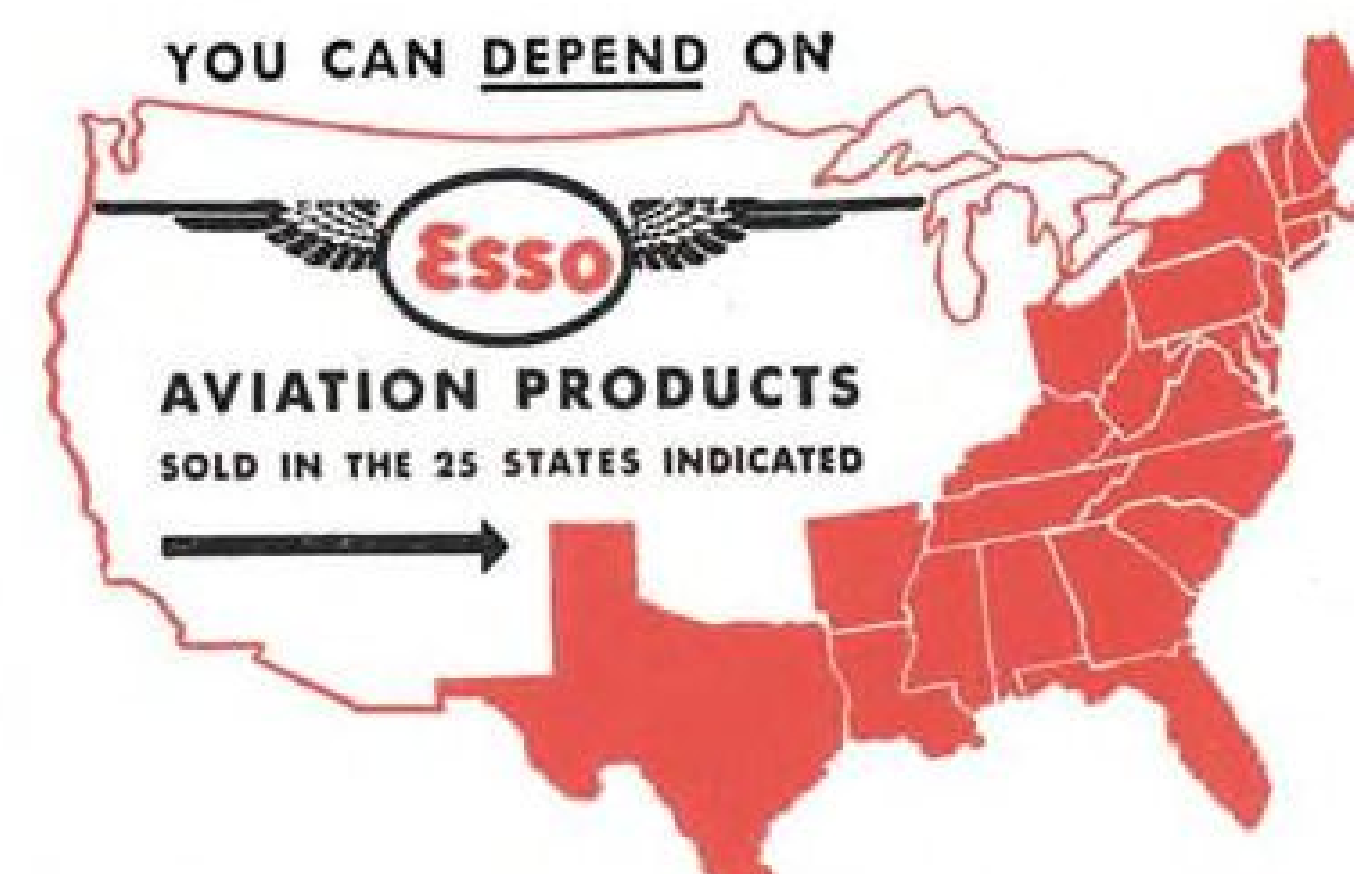 YOU CAN DEPEND ON
Esso
AVIATION PRODUCTS
SOLD IN THE 25 STATES INDICATED